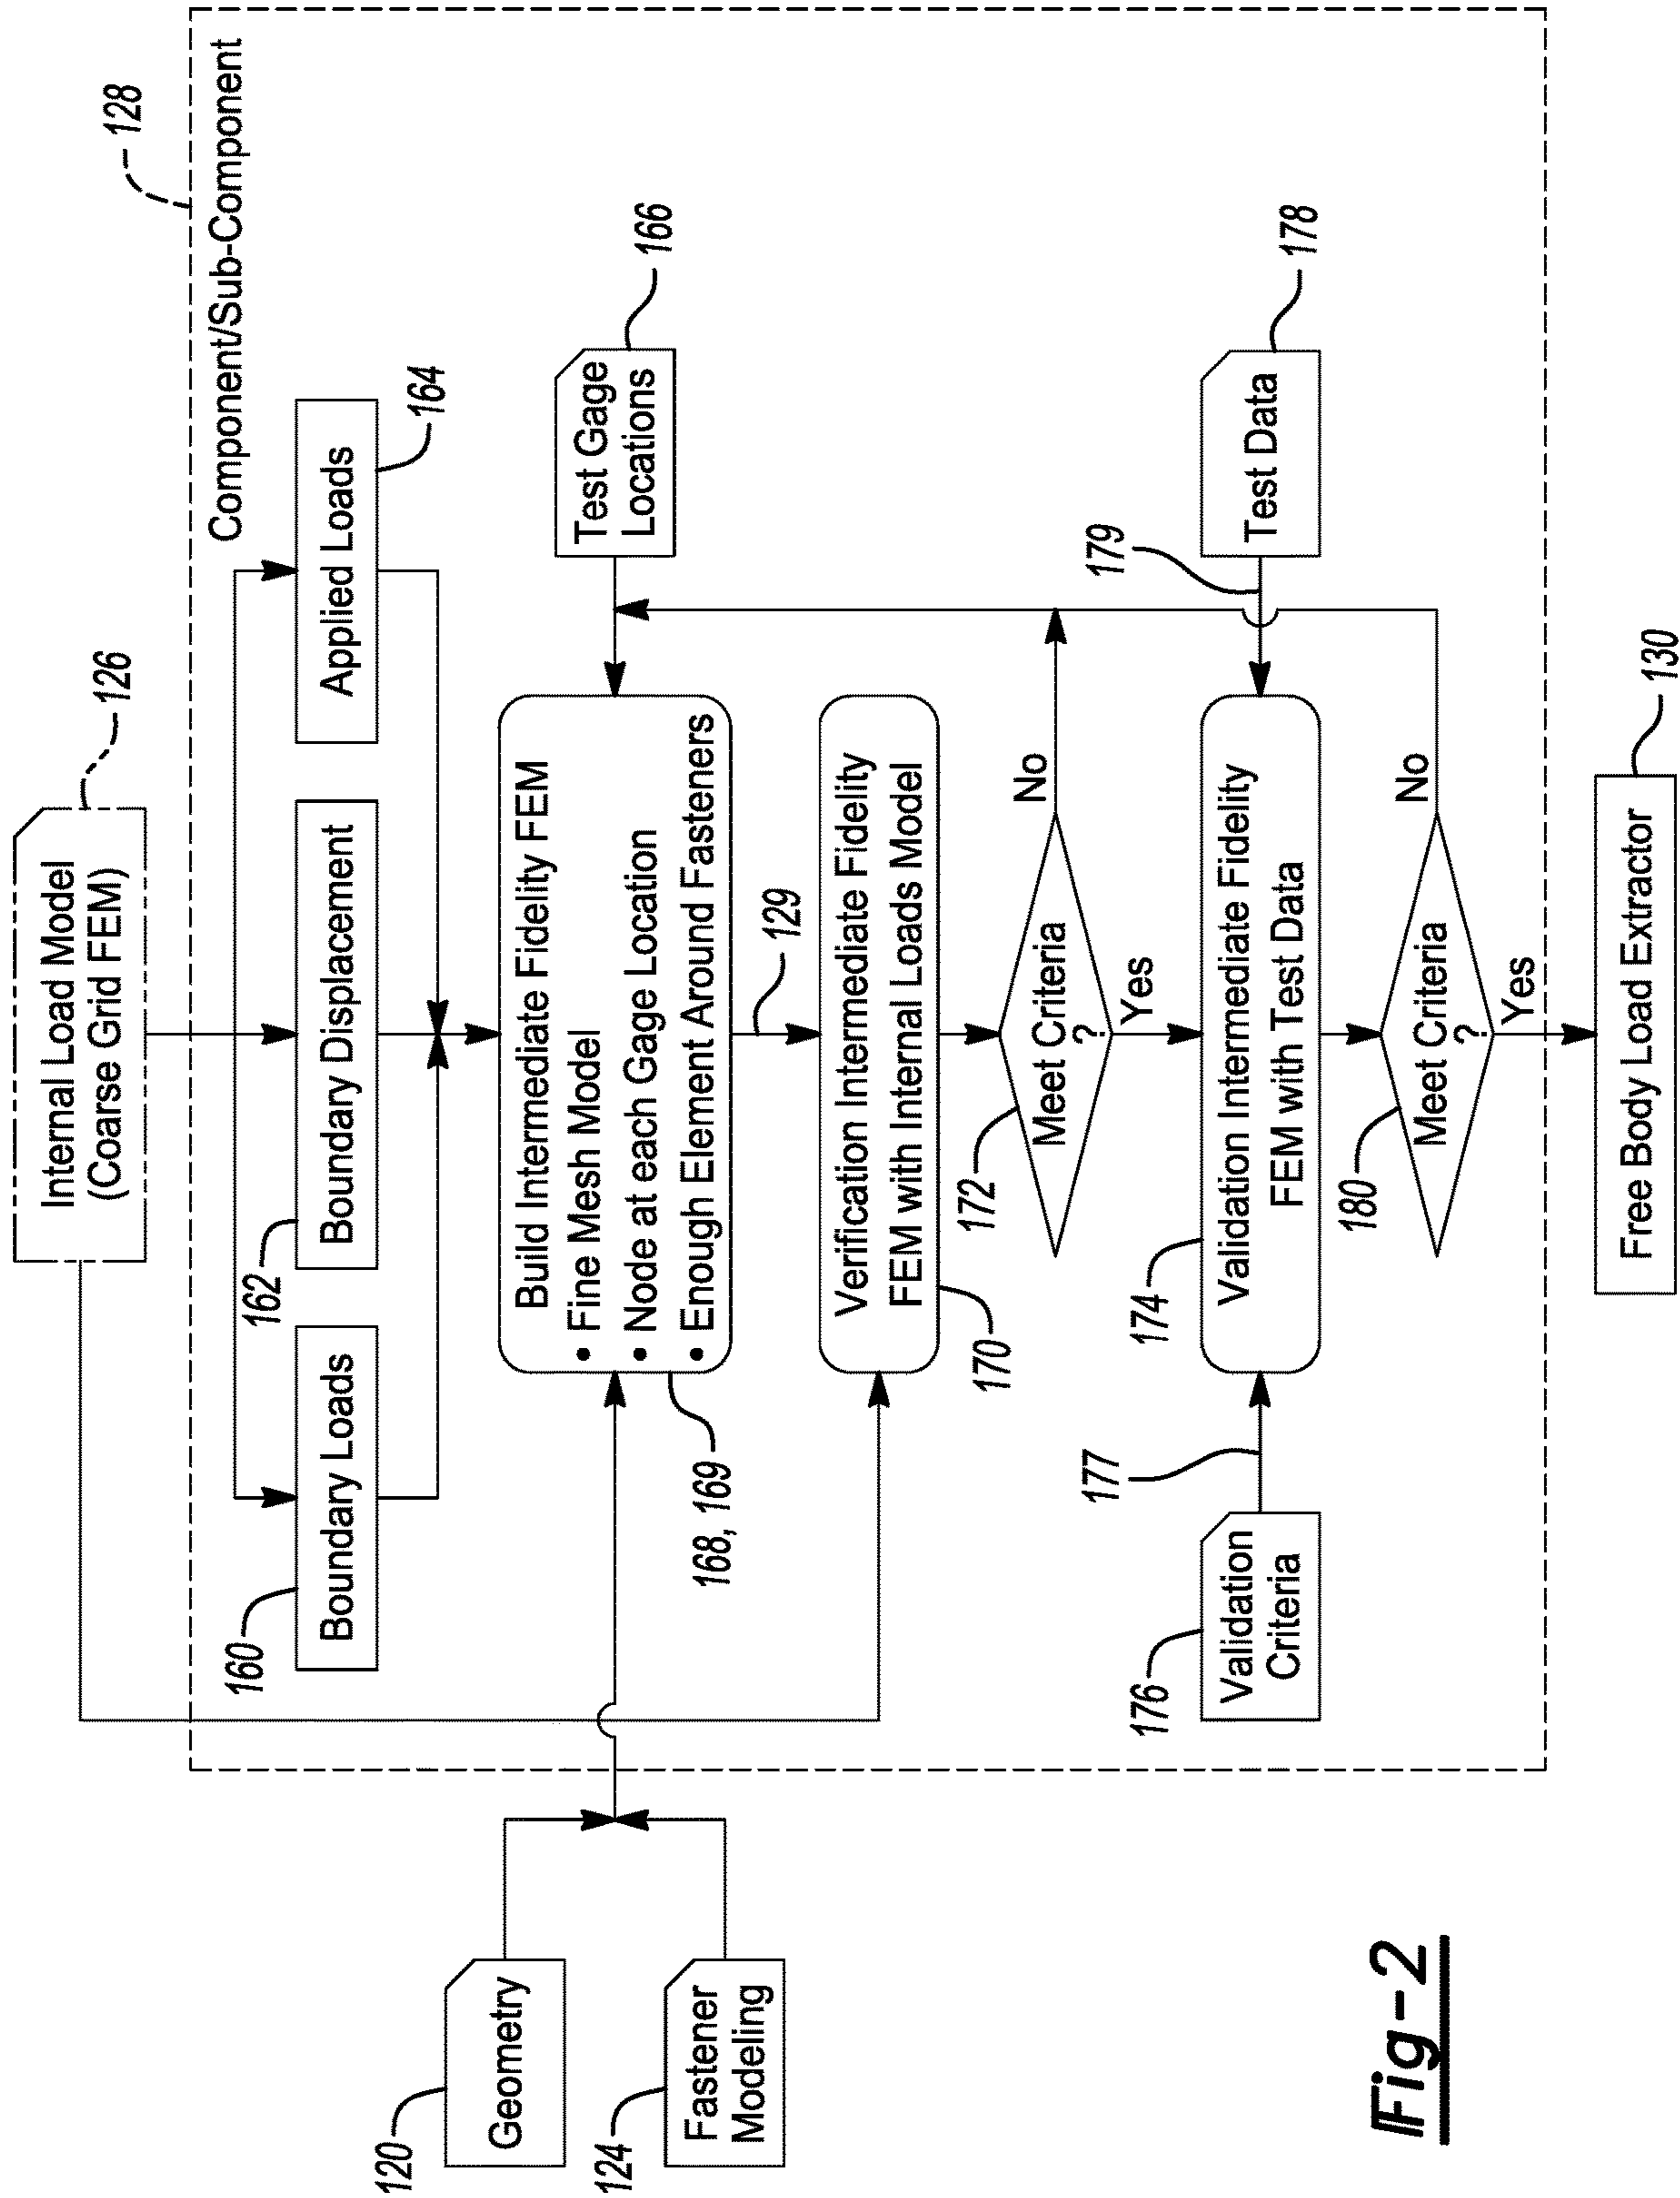 Internal Load Model
(Coarse Grid FEM)
126
128
Component/Sub-Component
160
Boundary Loads
162
Boundary Displacement
Applied Loads
164
120
Geometry
124
Fastener
Modeling
Build Intermediate Fidelity FEM
• Fine Mesh Model
• Node at each Gage Location
• Enough Element Around Fasteners
168, 169
Test Gage
Locations
166
129
Verification Intermediate Fidelity
FEM with Internal Loads Model
170
172
Meet Criteria
?
No
Yes
174
Validation Intermediate Fidelity
FEM with Test Data
176
Validation
Criteria
177
179
Test Data
178
180
Meet Criteria
?
No
Yes
Free Body Load Extractor
130
Fig-2